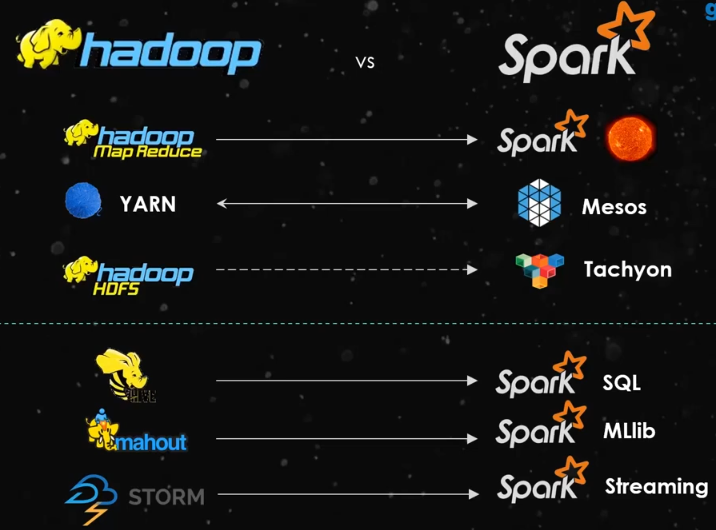 hadoop vs Spark
hadoop Map Reduce Spark
YARN Mesos
hadoop HDFS Tachyon
HIVE Spark SQL
mahout Spark MLlib
STORM Spark Streaming